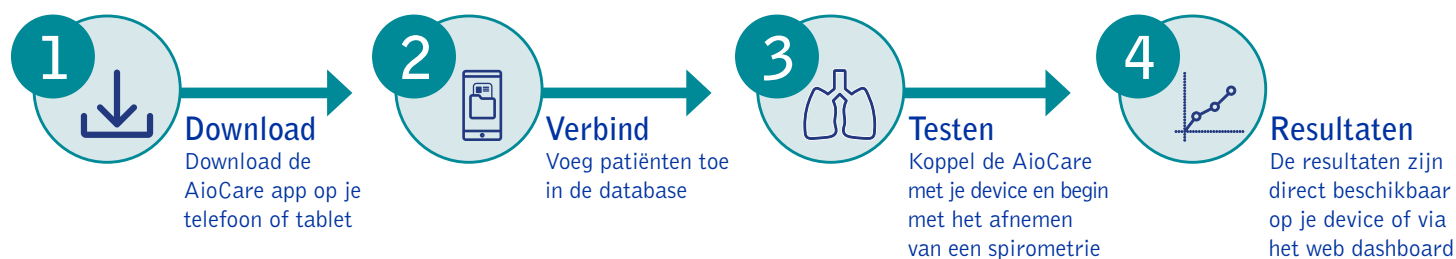 1
Download
Download de
AioCare app op je
telefoon of tablet
2
Verbind
Voeg patiënten toe
in de database
3
Testen
Koppel de AioCare
met je device en begin
met het afnemen
van een spirometrie
4
Resultaten
De resultaten zijn
direct beschikbaar
op je device of via
het web dashboard